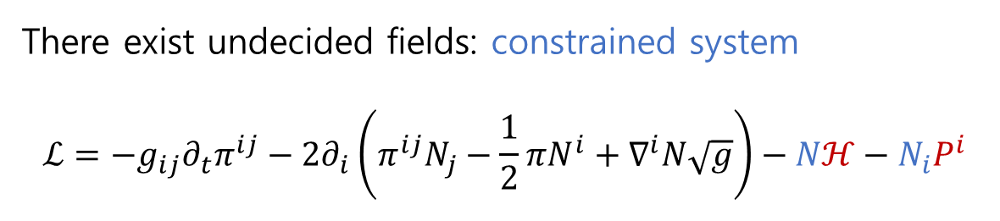 There exist undecided fields: constrained system
ℒ = −g_{ij}∂_tπ^{ij} − 2∂_i (π^{ij}N_j − \frac{1}{2}πN^i + ∇^iN√g) − Nℋ − N_iP^i